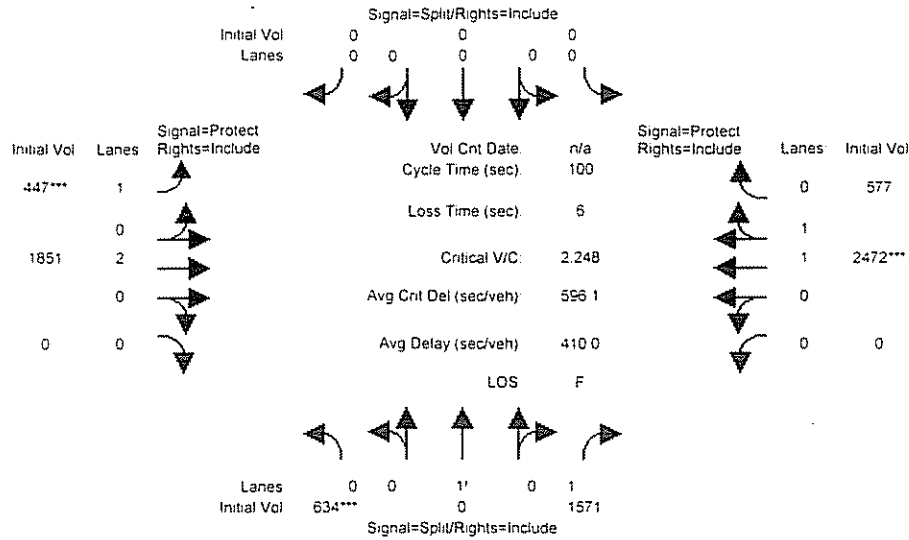 Signal=Split/Rights=Include
Initial Vol 0 0 0
Lanes 0 0 0 0 0
Signal=Protect
Initial Vol Lanes Rights=Include
Vol Cnt Date: n/a
Signal=Protect
Rights=Include Lanes: Initial Vol
Cycle Time (sec): 100
447*** 1
0 577
Loss Time (sec): 6
0
1
1851 2
Critical V/C: 2.248
1 2472***
0
Avg Crit Del (sec/veh): 596.1
0
0 0
Avg Delay (sec/veh): 410.0
0 0
LOS F
Lanes 0 0 1! 0 1
Initial Vol 634*** 0 1571
Signal=Split/Rights=Include